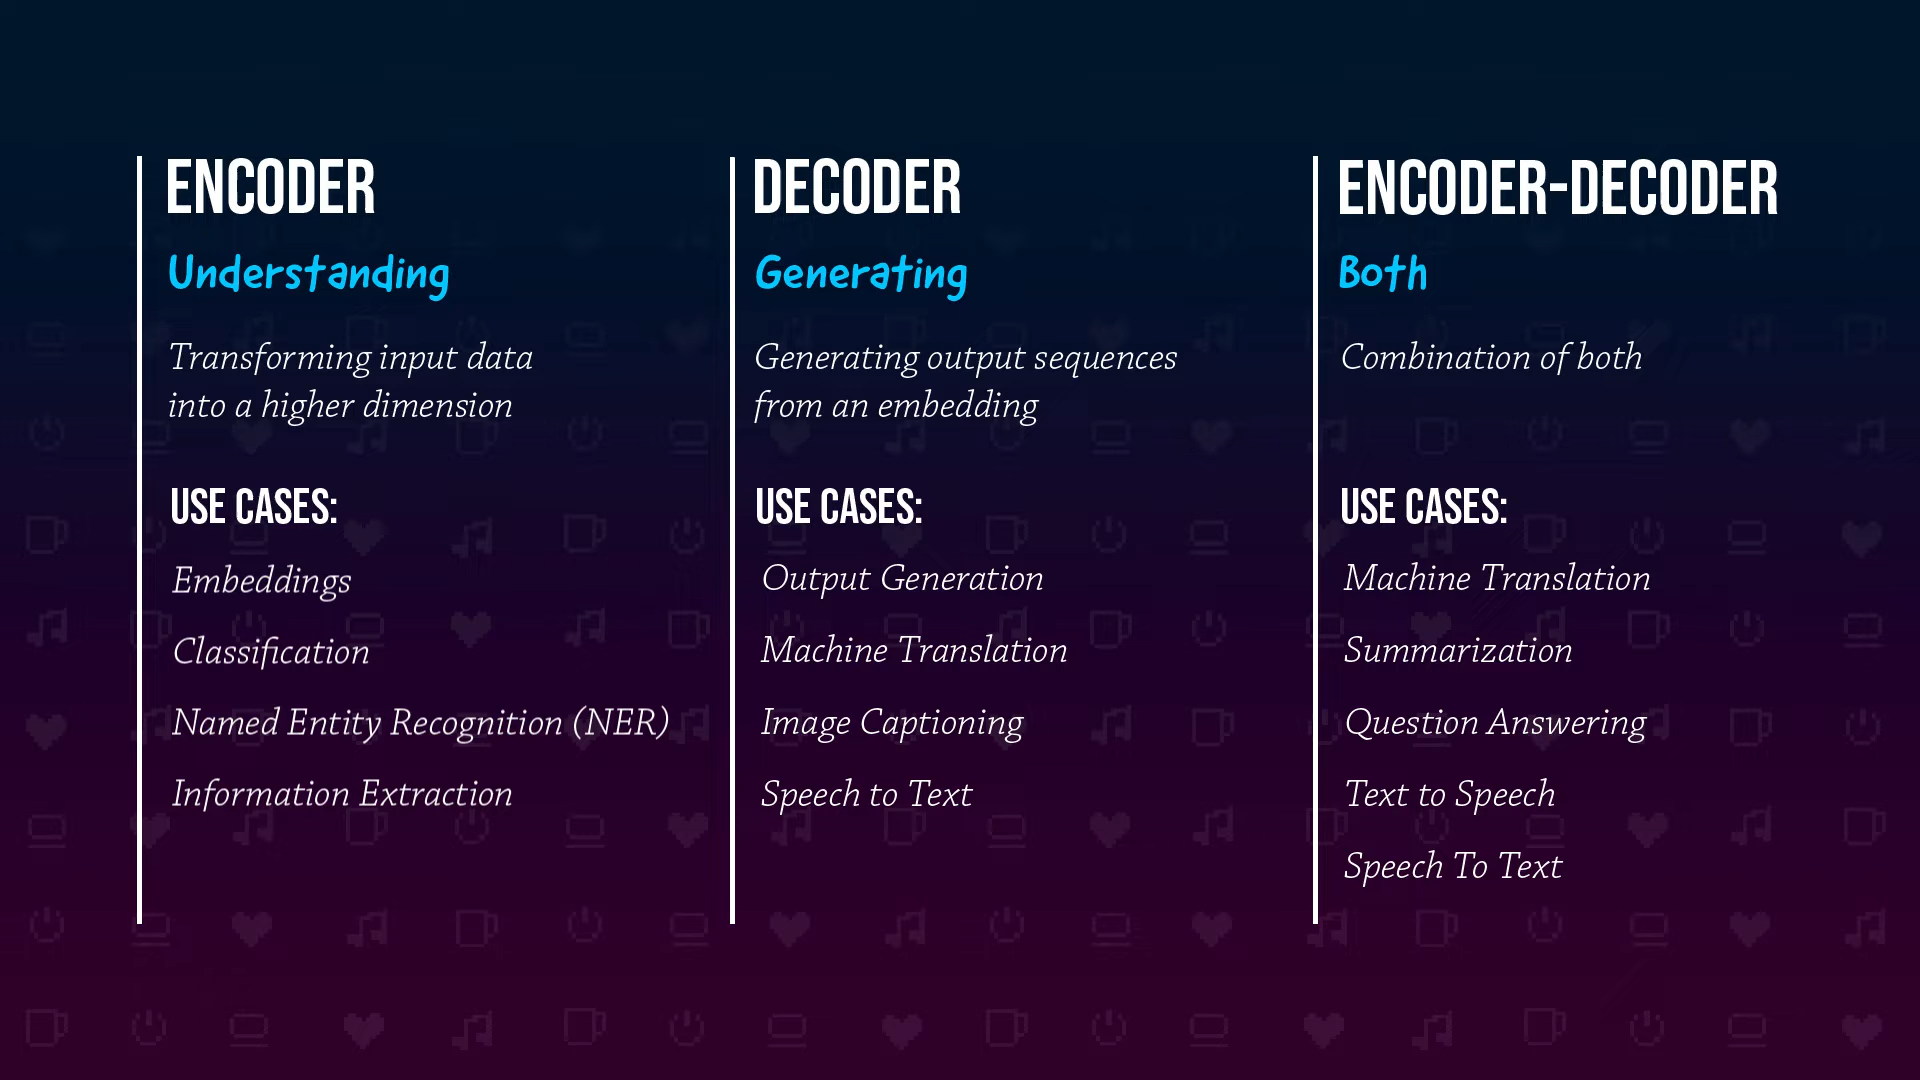 ENCODER
Understanding
Transforming input data
into a higher dimension
USE CASES:
Embeddings
Classification
Named Entity Recognition (NER)
Information Extraction
DECODER
Generating
Generating output sequences
from an embedding
USE CASES:
Output Generation
Machine Translation
Image Captioning
Speech to Text
ENCODER-DECODER
Both
Combination of both
USE CASES:
Machine Translation
Summarization
Question Answering
Text to Speech
Speech To Text